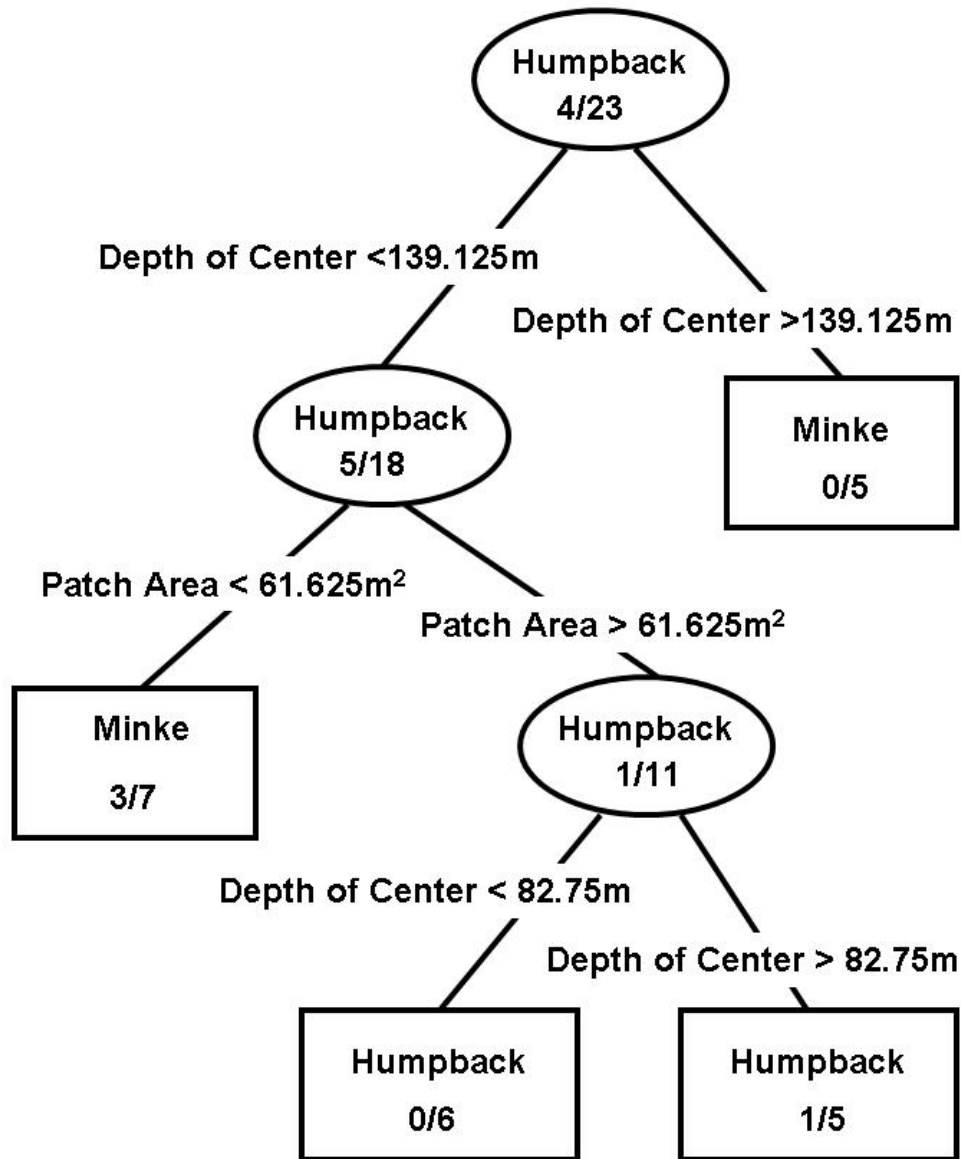 Humpback
4/23
Depth of Center <139.125m
Depth of Center >139.125m
Humpback
5/18
Minke
0/5
Patch Area < 61.625m²
Patch Area > 61.625m²
Minke
3/7
Humpback
1/11
Depth of Center < 82.75m
Depth of Center > 82.75m
Humpback
0/6
Humpback
1/5